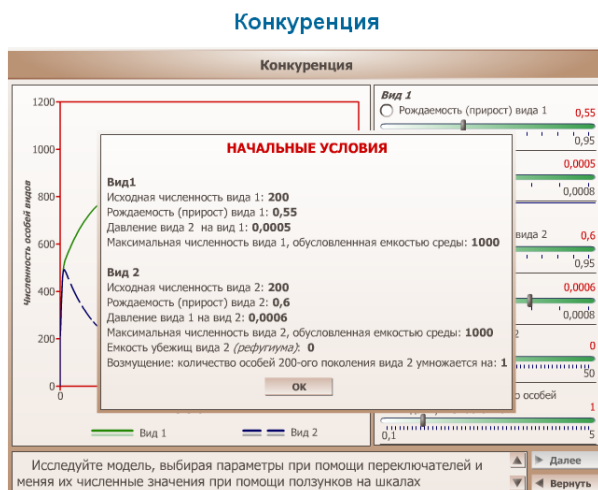 Конкуренция
Конкуренция
1200
1000
800
600
400
200
0
0
Численность особей видов
Вид 1
Вид 2
Вид 1
Рождаемость (прирост) вида 1 0,55
0,95
0,0005
0,0008
вида 2 0,6
0,95
0,0006
0,0008
2
0
50
особей
1
0,1 5
НАЧАЛЬНЫЕ УСЛОВИЯ
Вид1
Исходная численность вида 1: 200
Рождаемость (прирост) вида 1: 0,55
Давление вида 2 на вид 1: 0,0005
Максимальная численность вида 1, обусловленнная емкостью среды: 1000
Вид 2
Исходная численность вида 2: 200
Рождаемость (прирост) вида 2: 0,6
Давление вида 1 на вид 2: 0,0006
Максимальная численность вида 2, обусловленная емкостью среды: 1000
Емкость убежищ вида 2 (рефугиума): 0
Возмущение: количество особей 200-ого поколения вида 2 умножается на: 1
ОК
Исследуйте модель, выбирая параметры при помощи переключателей и
меняя их численные значения при помощи ползунков на шкалах
Далее
Вернуть